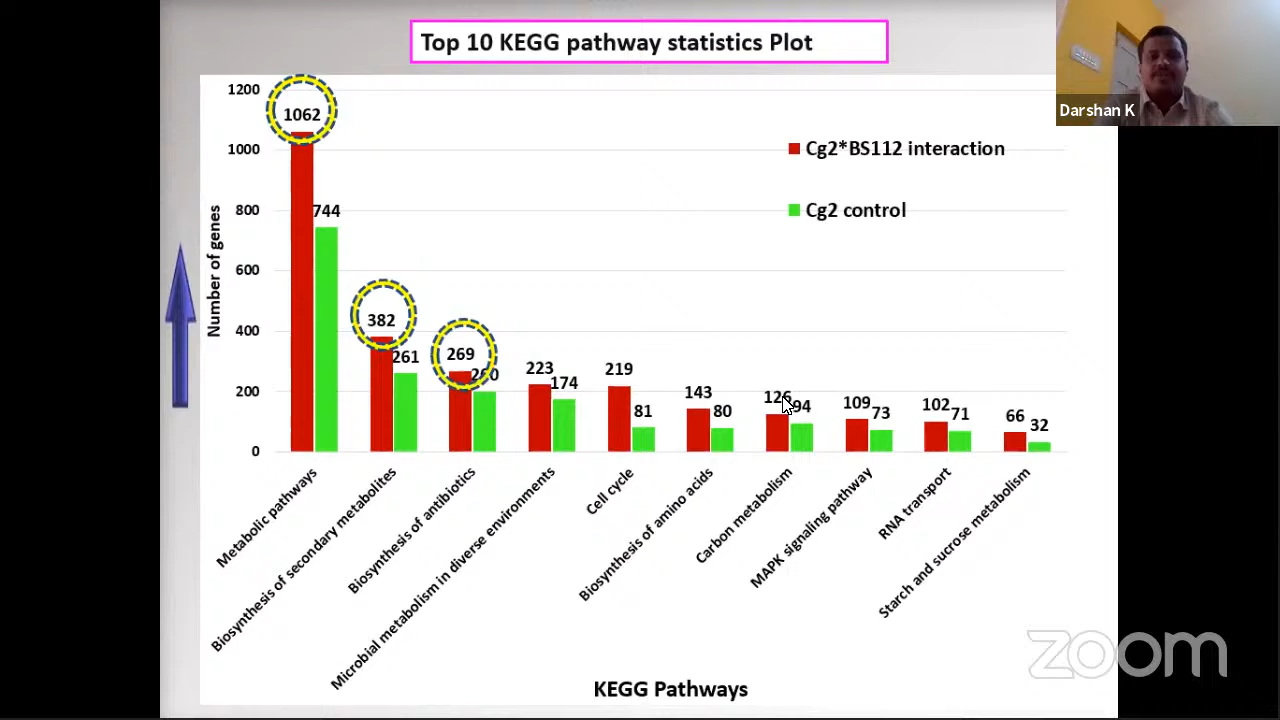 Top 10 KEGG pathway statistics Plot
Darshan K
1200
1000
800
600
400
200
0
Number of genes
Cg2*BS112 interaction
Cg2 control
1062
744
382
261
269
200
223
174
219
81
143
80
126
94
109
73
102
71
66
32
Metabolic pathways
Biosynthesis of secondary metabolites
Biosynthesis of antibiotics
Microbial metabolism in diverse environments
Cell cycle
Biosynthesis of amino acids
Carbon metabolism
MAPK signaling pathway
RNA transport
Starch and sucrose metabolism
KEGG Pathways
zoom